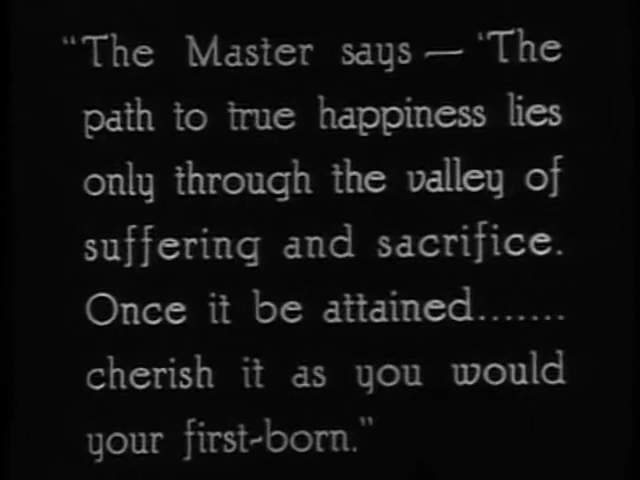 "The Master says — 'The
path to true happiness lies
only through the valley of
suffering and sacrifice.
Once it be attained.......
cherish it as you would
your first-born."